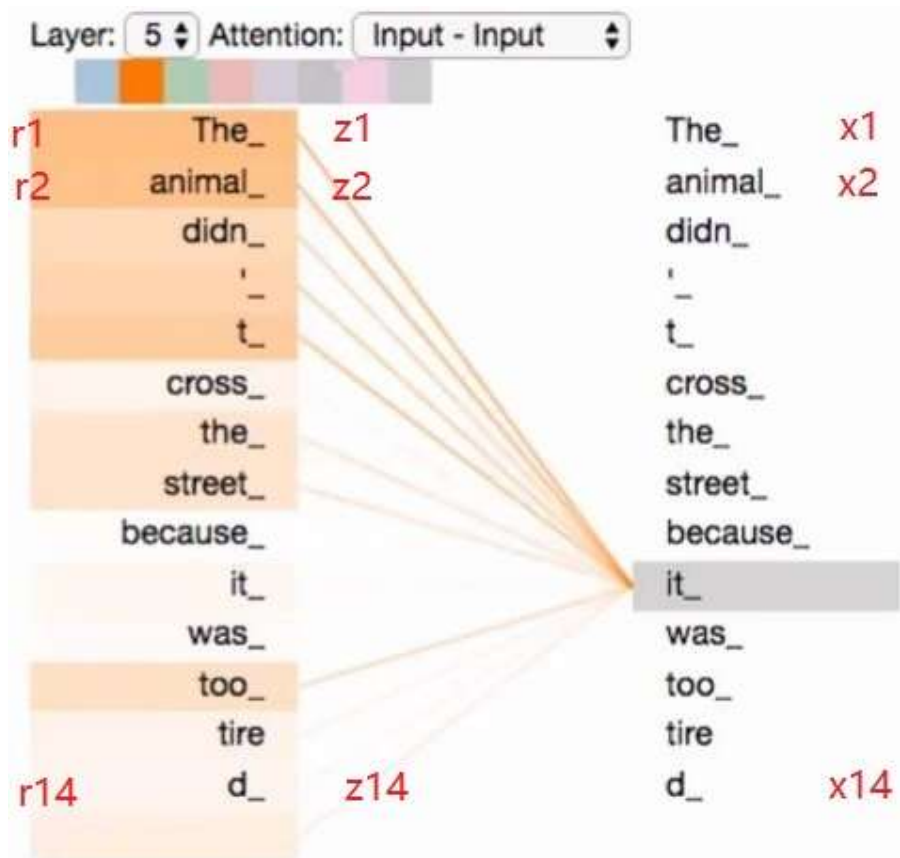 Layer: 5 Attention: Input - Input
r1 The_ z1 The_ x1
r2 animal_ z2 animal_ x2
didn_ didn_
'_ '_
t_ t_
cross_ cross_
the_ the_
street_ street_
because_ because_
it_ it_
was_ was_
too_ too_
tire tire
r14 d_ z14 d_ x14